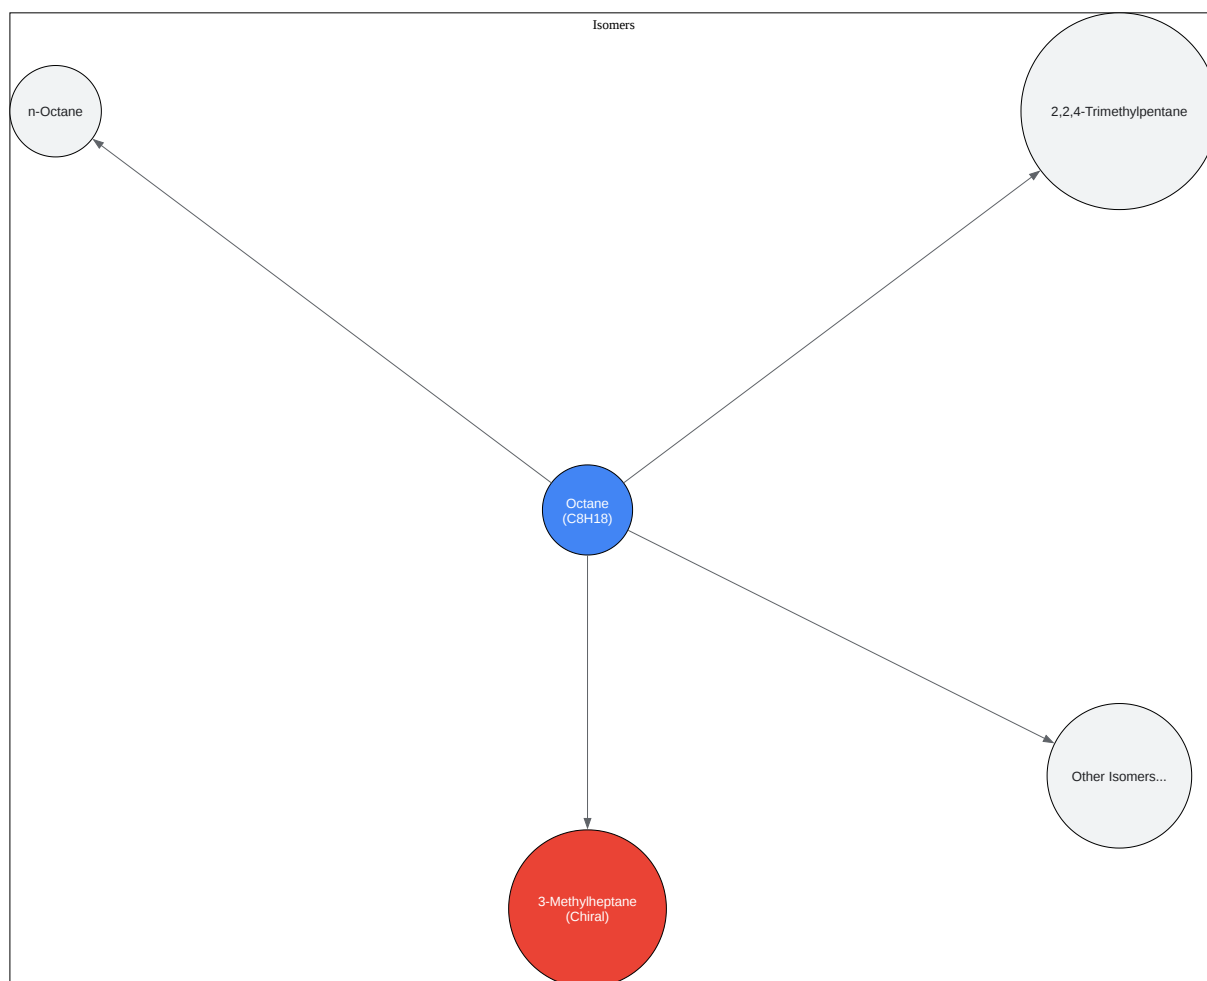 Isomers
n-Octane
2,2,4-Trimethylpentane
Octane
(C8H18)
Other Isomers...
3-Methylheptane
(Chiral)